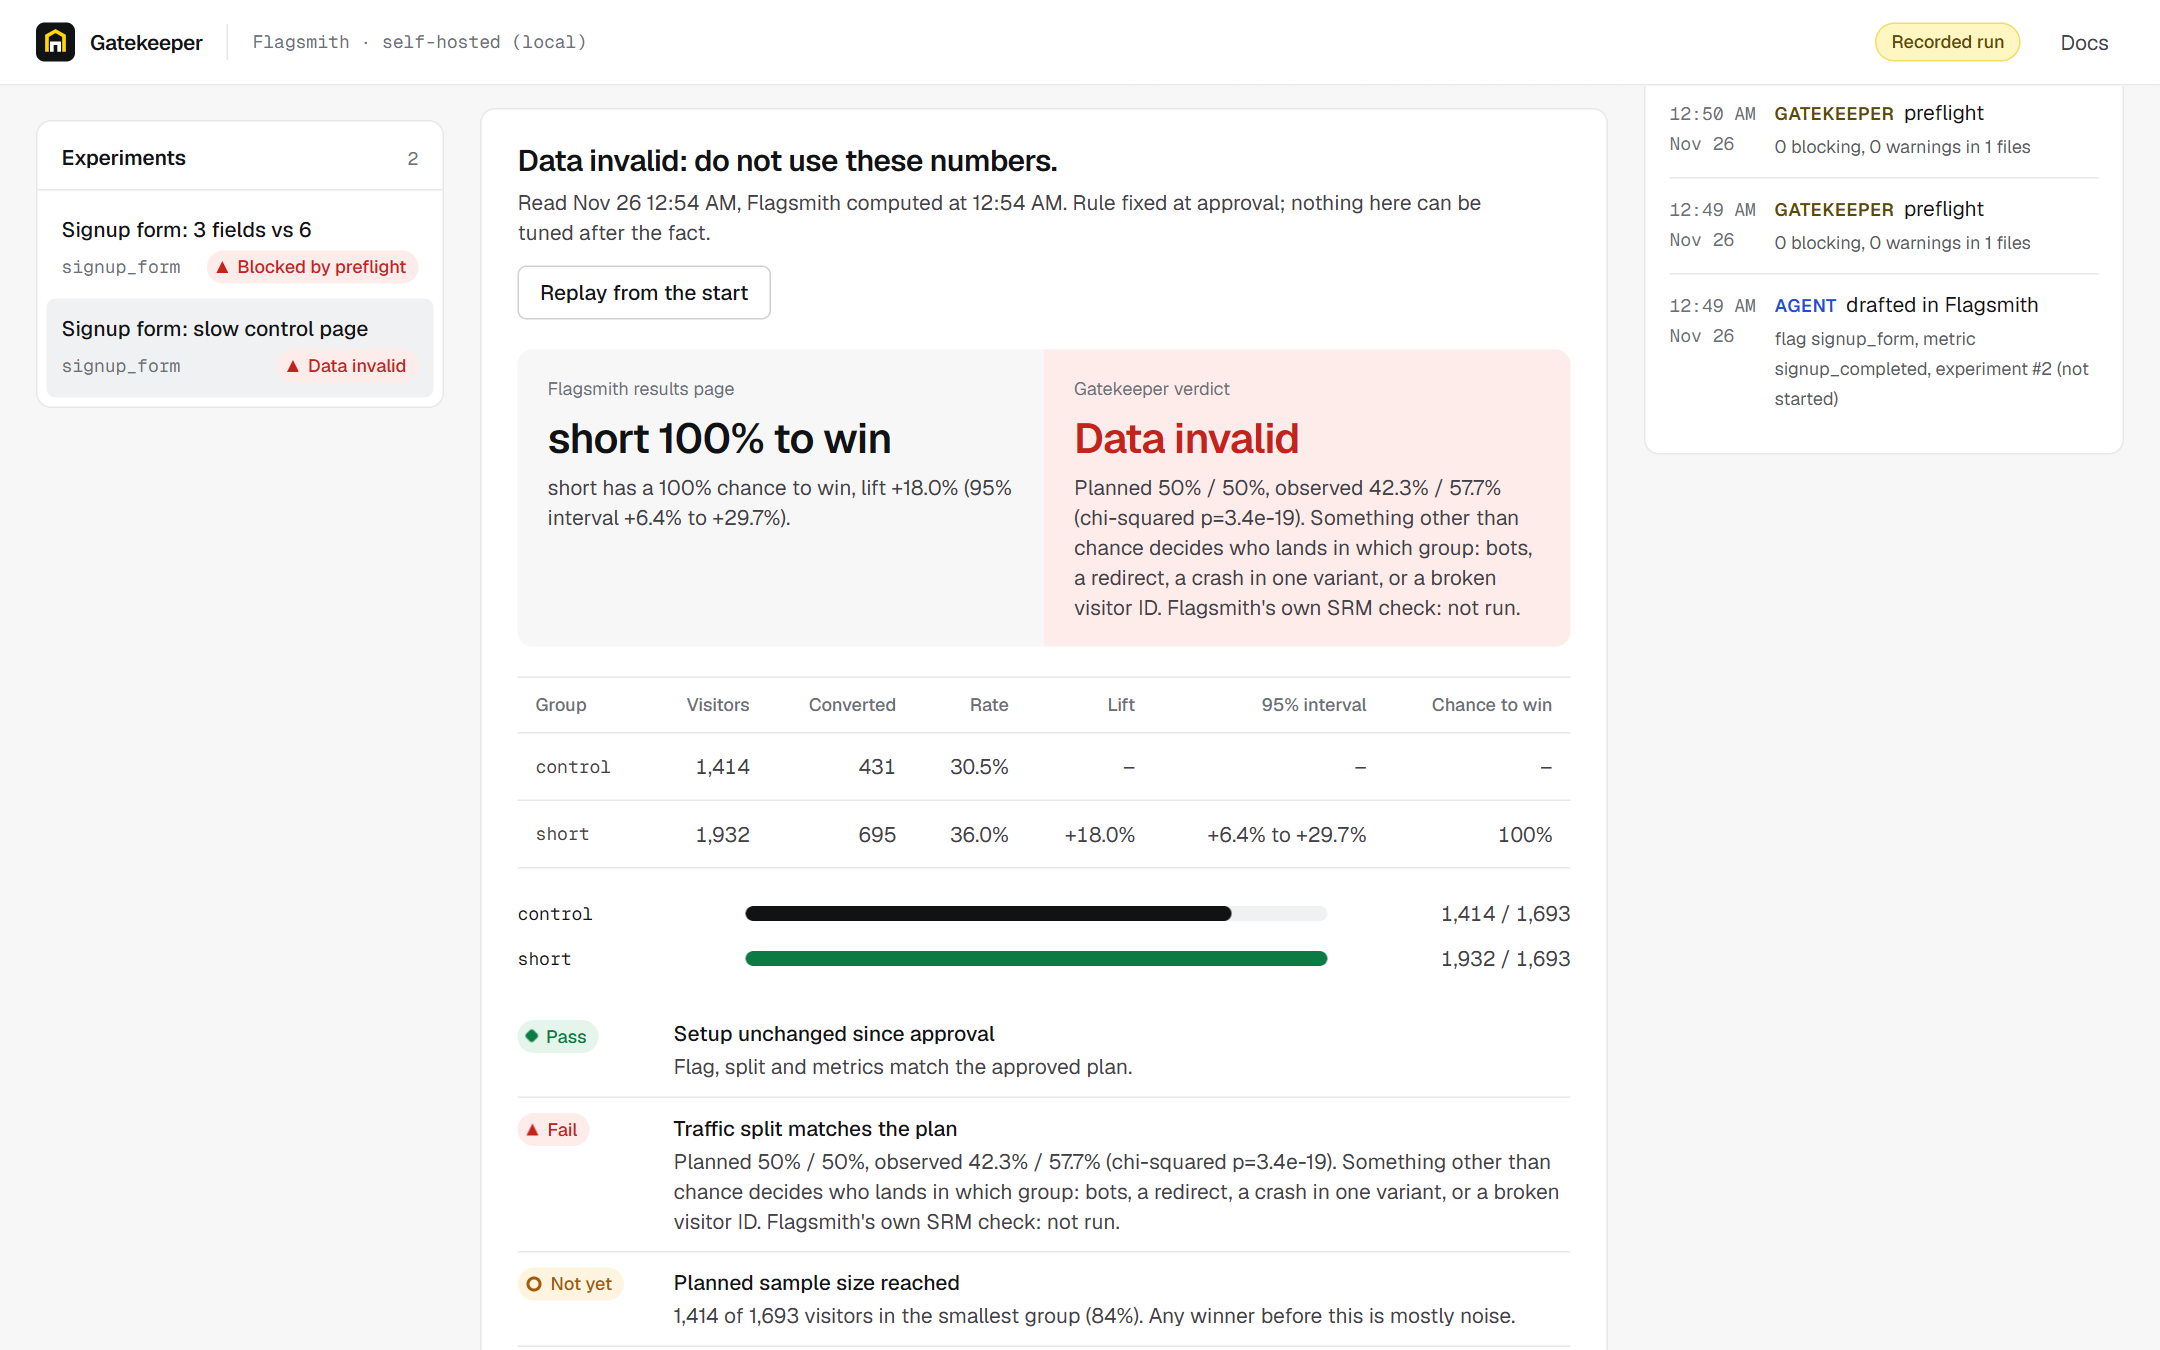 Gatekeeper
Flagsmith · self-hosted (local)
Recorded run
Docs
Experiments 2
Signup form: 3 fields vs 6
signup_form Blocked by preflight
Signup form: slow control page
signup_form Data invalid
Data invalid: do not use these numbers.
Read Nov 26 12:54 AM, Flagsmith computed at 12:54 AM. Rule fixed at approval; nothing here can be
tuned after the fact.
Replay from the start
Flagsmith results page
short 100% to win
short has a 100% chance to win, lift +18.0% (95%
interval +6.4% to +29.7%).
Gatekeeper verdict
Data invalid
Planned 50% / 50%, observed 42.3% / 57.7%
(chi-squared p=3.4e-19). Something other than
chance decides who lands in which group: bots,
a redirect, a crash in one variant, or a broken
visitor ID. Flagsmith's own SRM check: not run.
Group Visitors Converted Rate Lift 95% interval Chance to win
control 1,414 431 30.5% – – –
short 1,932 695 36.0% +18.0% +6.4% to +29.7% 100%
control 1,414 / 1,693
short 1,932 / 1,693
Pass Setup unchanged since approval
Flag, split and metrics match the approved plan.
Fail Traffic split matches the plan
Planned 50% / 50%, observed 42.3% / 57.7% (chi-squared p=3.4e-19). Something other than
chance decides who lands in which group: bots, a redirect, a crash in one variant, or a broken
visitor ID. Flagsmith's own SRM check: not run.
Not yet Planned sample size reached
1,414 of 1,693 visitors in the smallest group (84%). Any winner before this is mostly noise.
12:50 AM GATEKEEPER preflight
Nov 26 0 blocking, 0 warnings in 1 files
12:49 AM GATEKEEPER preflight
Nov 26 0 blocking, 0 warnings in 1 files
12:49 AM AGENT drafted in Flagsmith
Nov 26 flag signup_form, metric
signup_completed, experiment #2 (not
started)